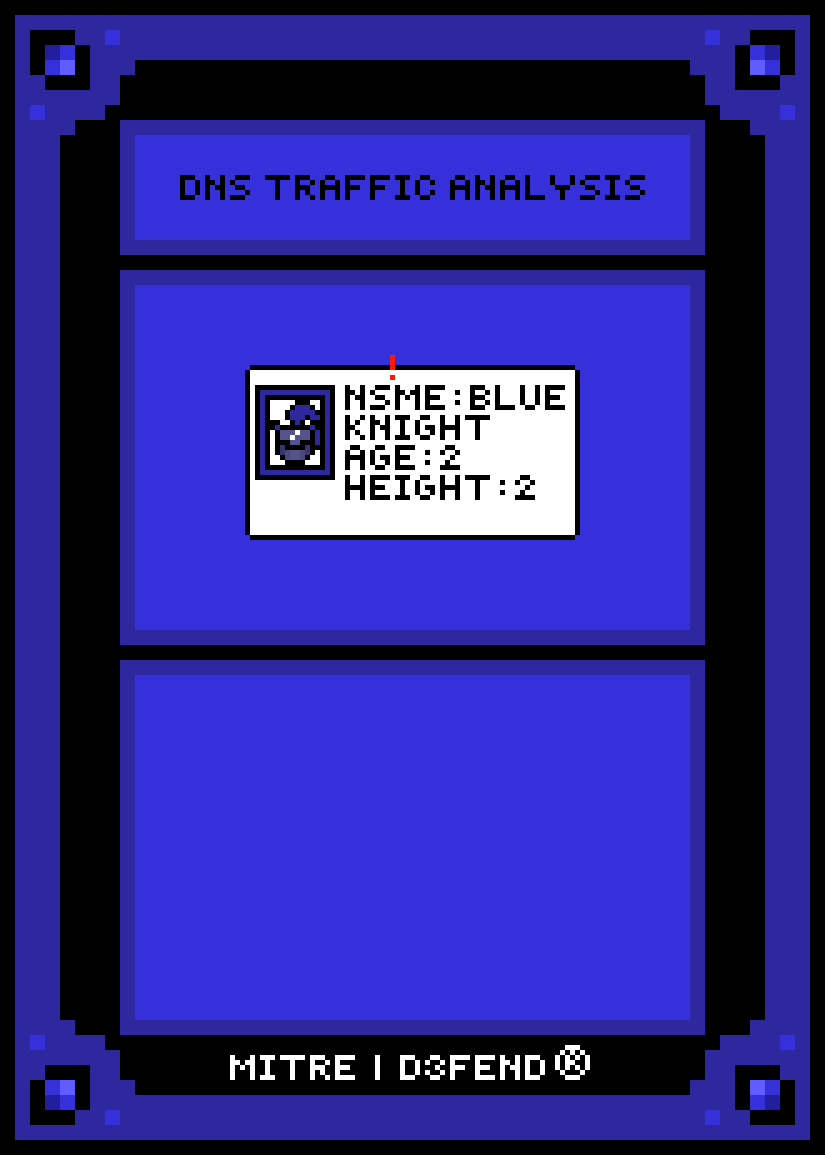 DNS TRAFFIC ANALYSIS
!
NSME:BLUE
KNIGHT
AGE:2
HEIGHT:2
MITRE | D3FEND®